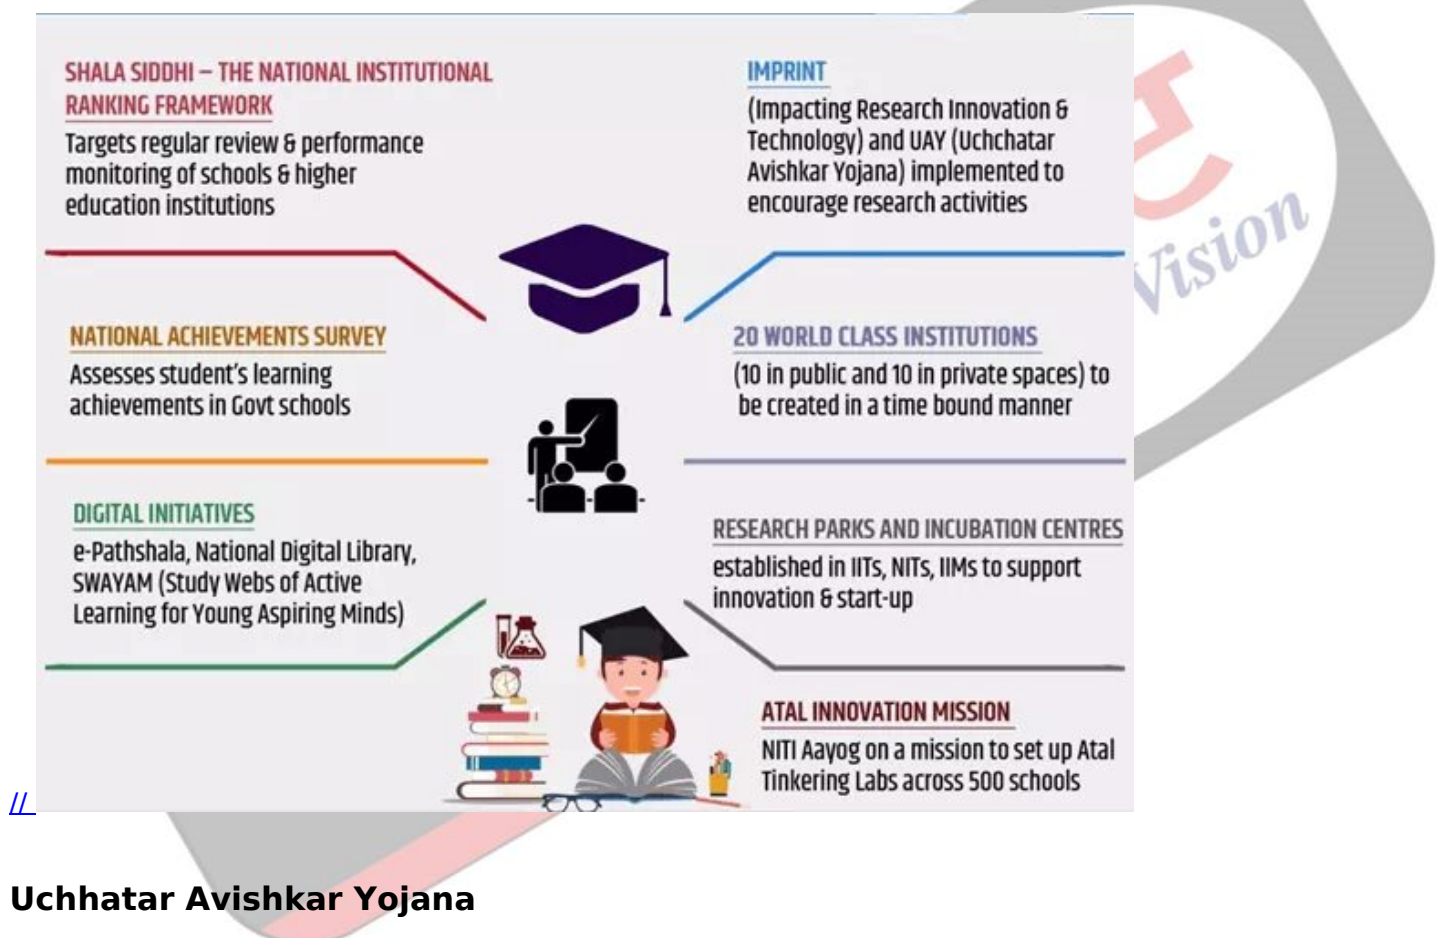 SHALA SIDDHI – THE NATIONAL INSTITUTIONAL
RANKING FRAMEWORK
Targets regular review & performance
monitoring of schools & higher
education institutions
NATIONAL ACHIEVEMENTS SURVEY
Assesses student's learning
achievements in Govt schools
DIGITAL INITIATIVES
e-Pathshala, National Digital Library,
SWAYAM (Study Webs of Active
Learning for Young Aspiring Minds)
IMPRINT
(Impacting Research Innovation &
Technology) and UAY (Uchchatar
Avishkar Yojana) implemented to
encourage research activities
20 WORLD CLASS INSTITUTIONS
(10 in public and 10 in private spaces) to
be created in a time bound manner
RESEARCH PARKS AND INCUBATION CENTRES
established in IITs, NITs, IIMs to support
innovation & start-up
ATAL INNOVATION MISSION
NITI Aayog on a mission to set up Atal
Tinkering Labs across 500 schools
//
Vision
Uchhatar Avishkar Yojana